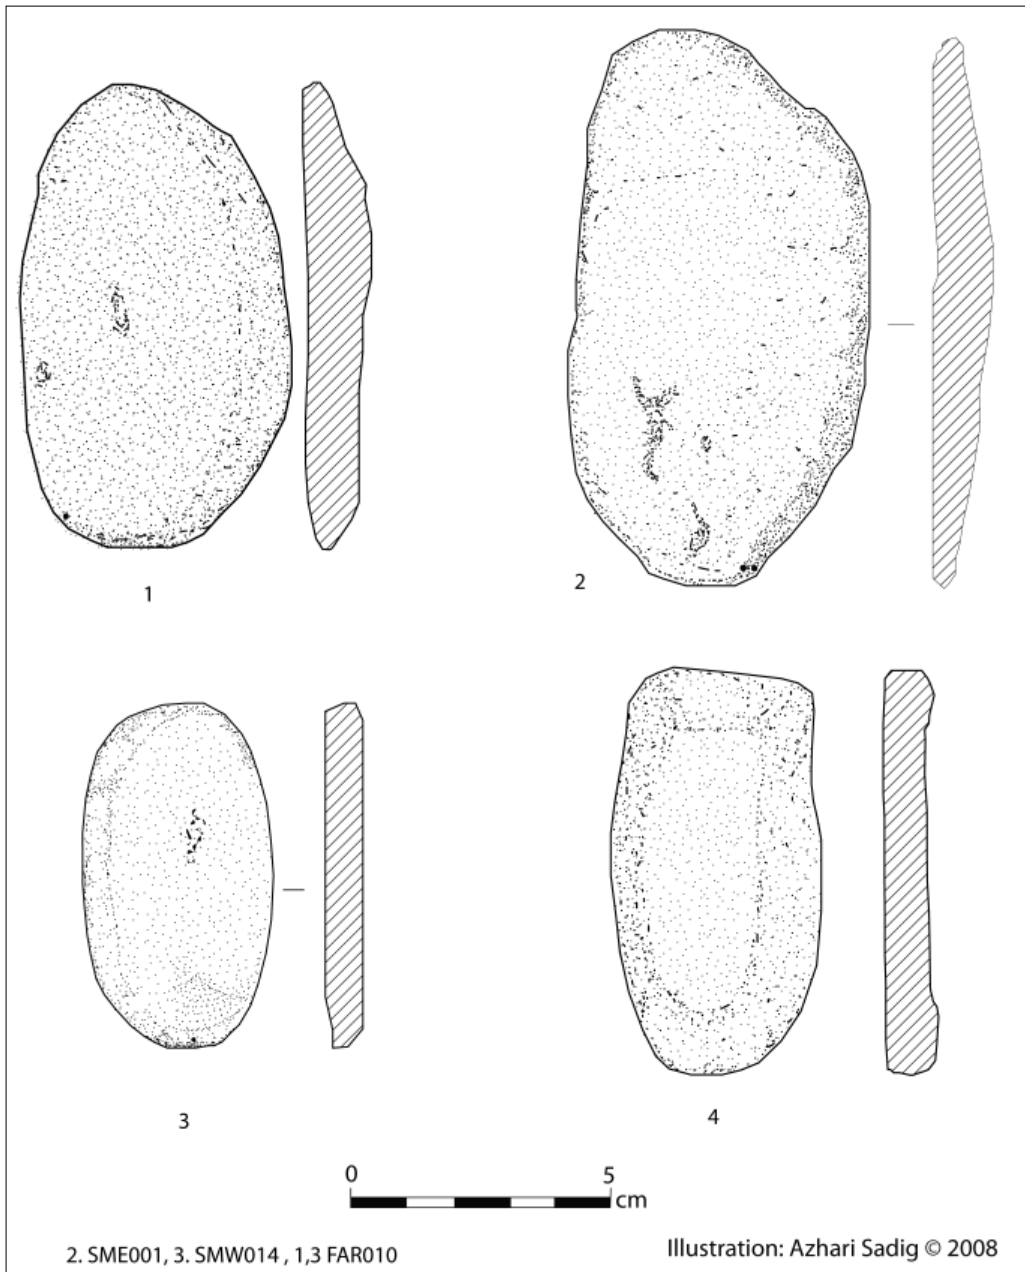 1
2
3
4
0 5
cm
2. SME001, 3. SMW014 , 1,3 FAR010
Illustration: Azhari Sadig © 2008